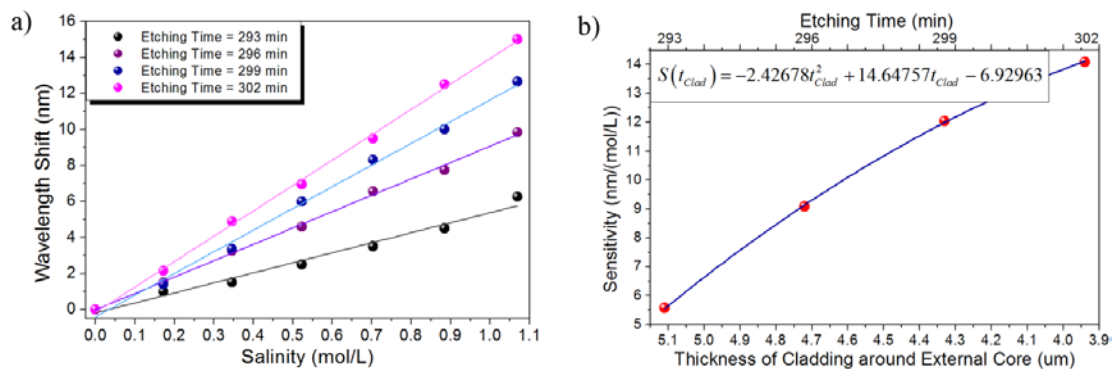 a)
Etching Time = 293 min
Etching Time = 296 min
Etching Time = 299 min
Etching Time = 302 min
Wavelength Shift (nm)
16
14
12
10
8
6
4
2
0
0.0 0.1 0.2 0.3 0.4 0.5 0.6 0.7 0.8 0.9 1.0 1.1
Salinity (mol/L)
b)
Etching Time (min)
293 296 299 302
S(t_Clad) = −2.42678t²_Clad + 14.64757t_Clad − 6.92963
Sensitivity (nm/(mol/L))
14
13
12
11
10
9
8
7
6
5
5.1 5.0 4.9 4.8 4.7 4.6 4.5 4.4 4.3 4.2 4.1 4.0 3.9
Thickness of Cladding around External Core (um)